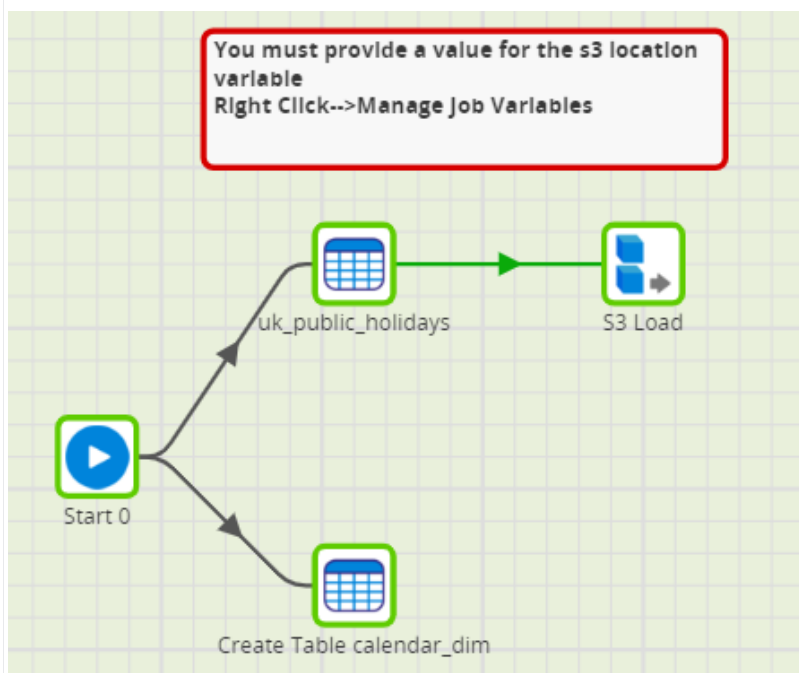 You must provide a value for the s3 location
variable
Right Click-->Manage Job Variables
uk_public_holidays
S3 Load
Start 0
Create Table calendar_dim